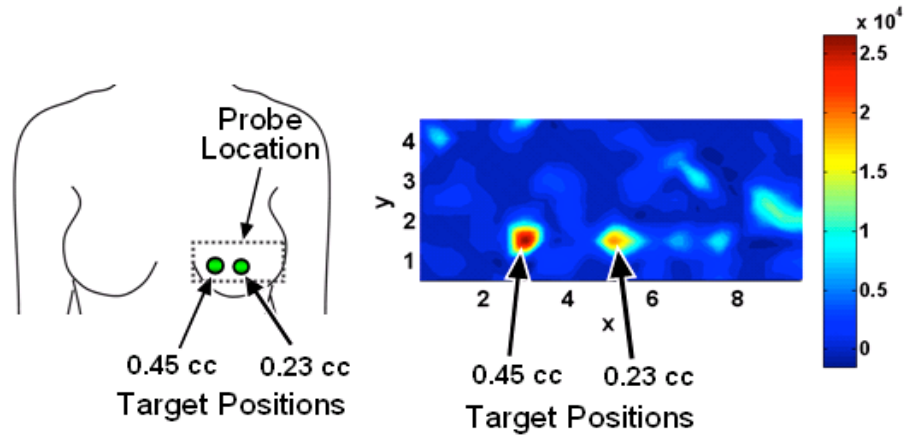 Probe
Location
0.45 cc 0.23 cc
Target Positions
x 10⁴
2.5
2
1.5
1
0.5
0
4
3
2
1
y
2 4 6 8
x
0.45 cc 0.23 cc
Target Positions